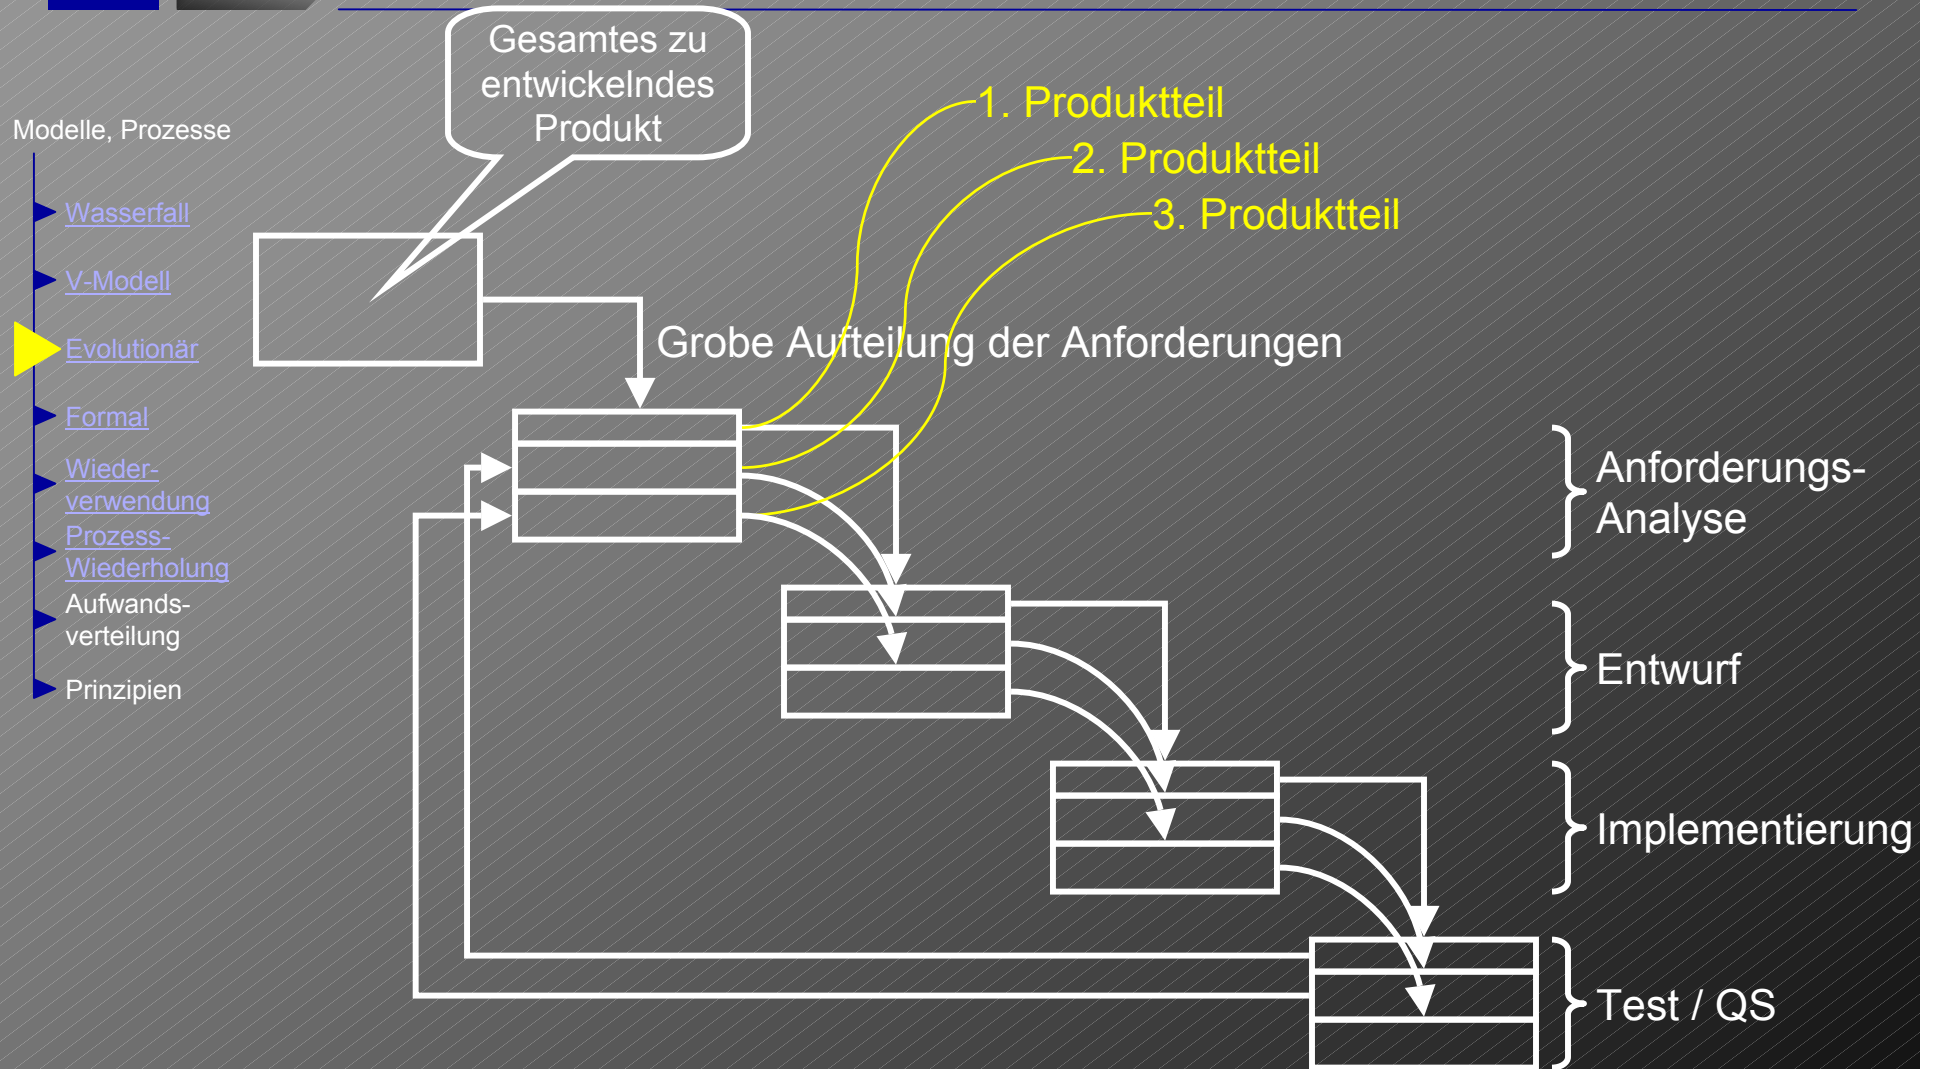 Gesamtes zu
entwickelndes
Produkt
1. Produktteil
2. Produktteil
3. Produktteil
Modelle, Prozesse
Wasserfall
V-Modell
Evolutionär
Formal
Wieder-
verwendung
Prozess-
Wiederholung
Aufwands-
verteilung
Prinzipien
Grobe Aufteilung der Anforderungen
Anforderungs-
Analyse
Entwurf
Implementierung
Test / QS